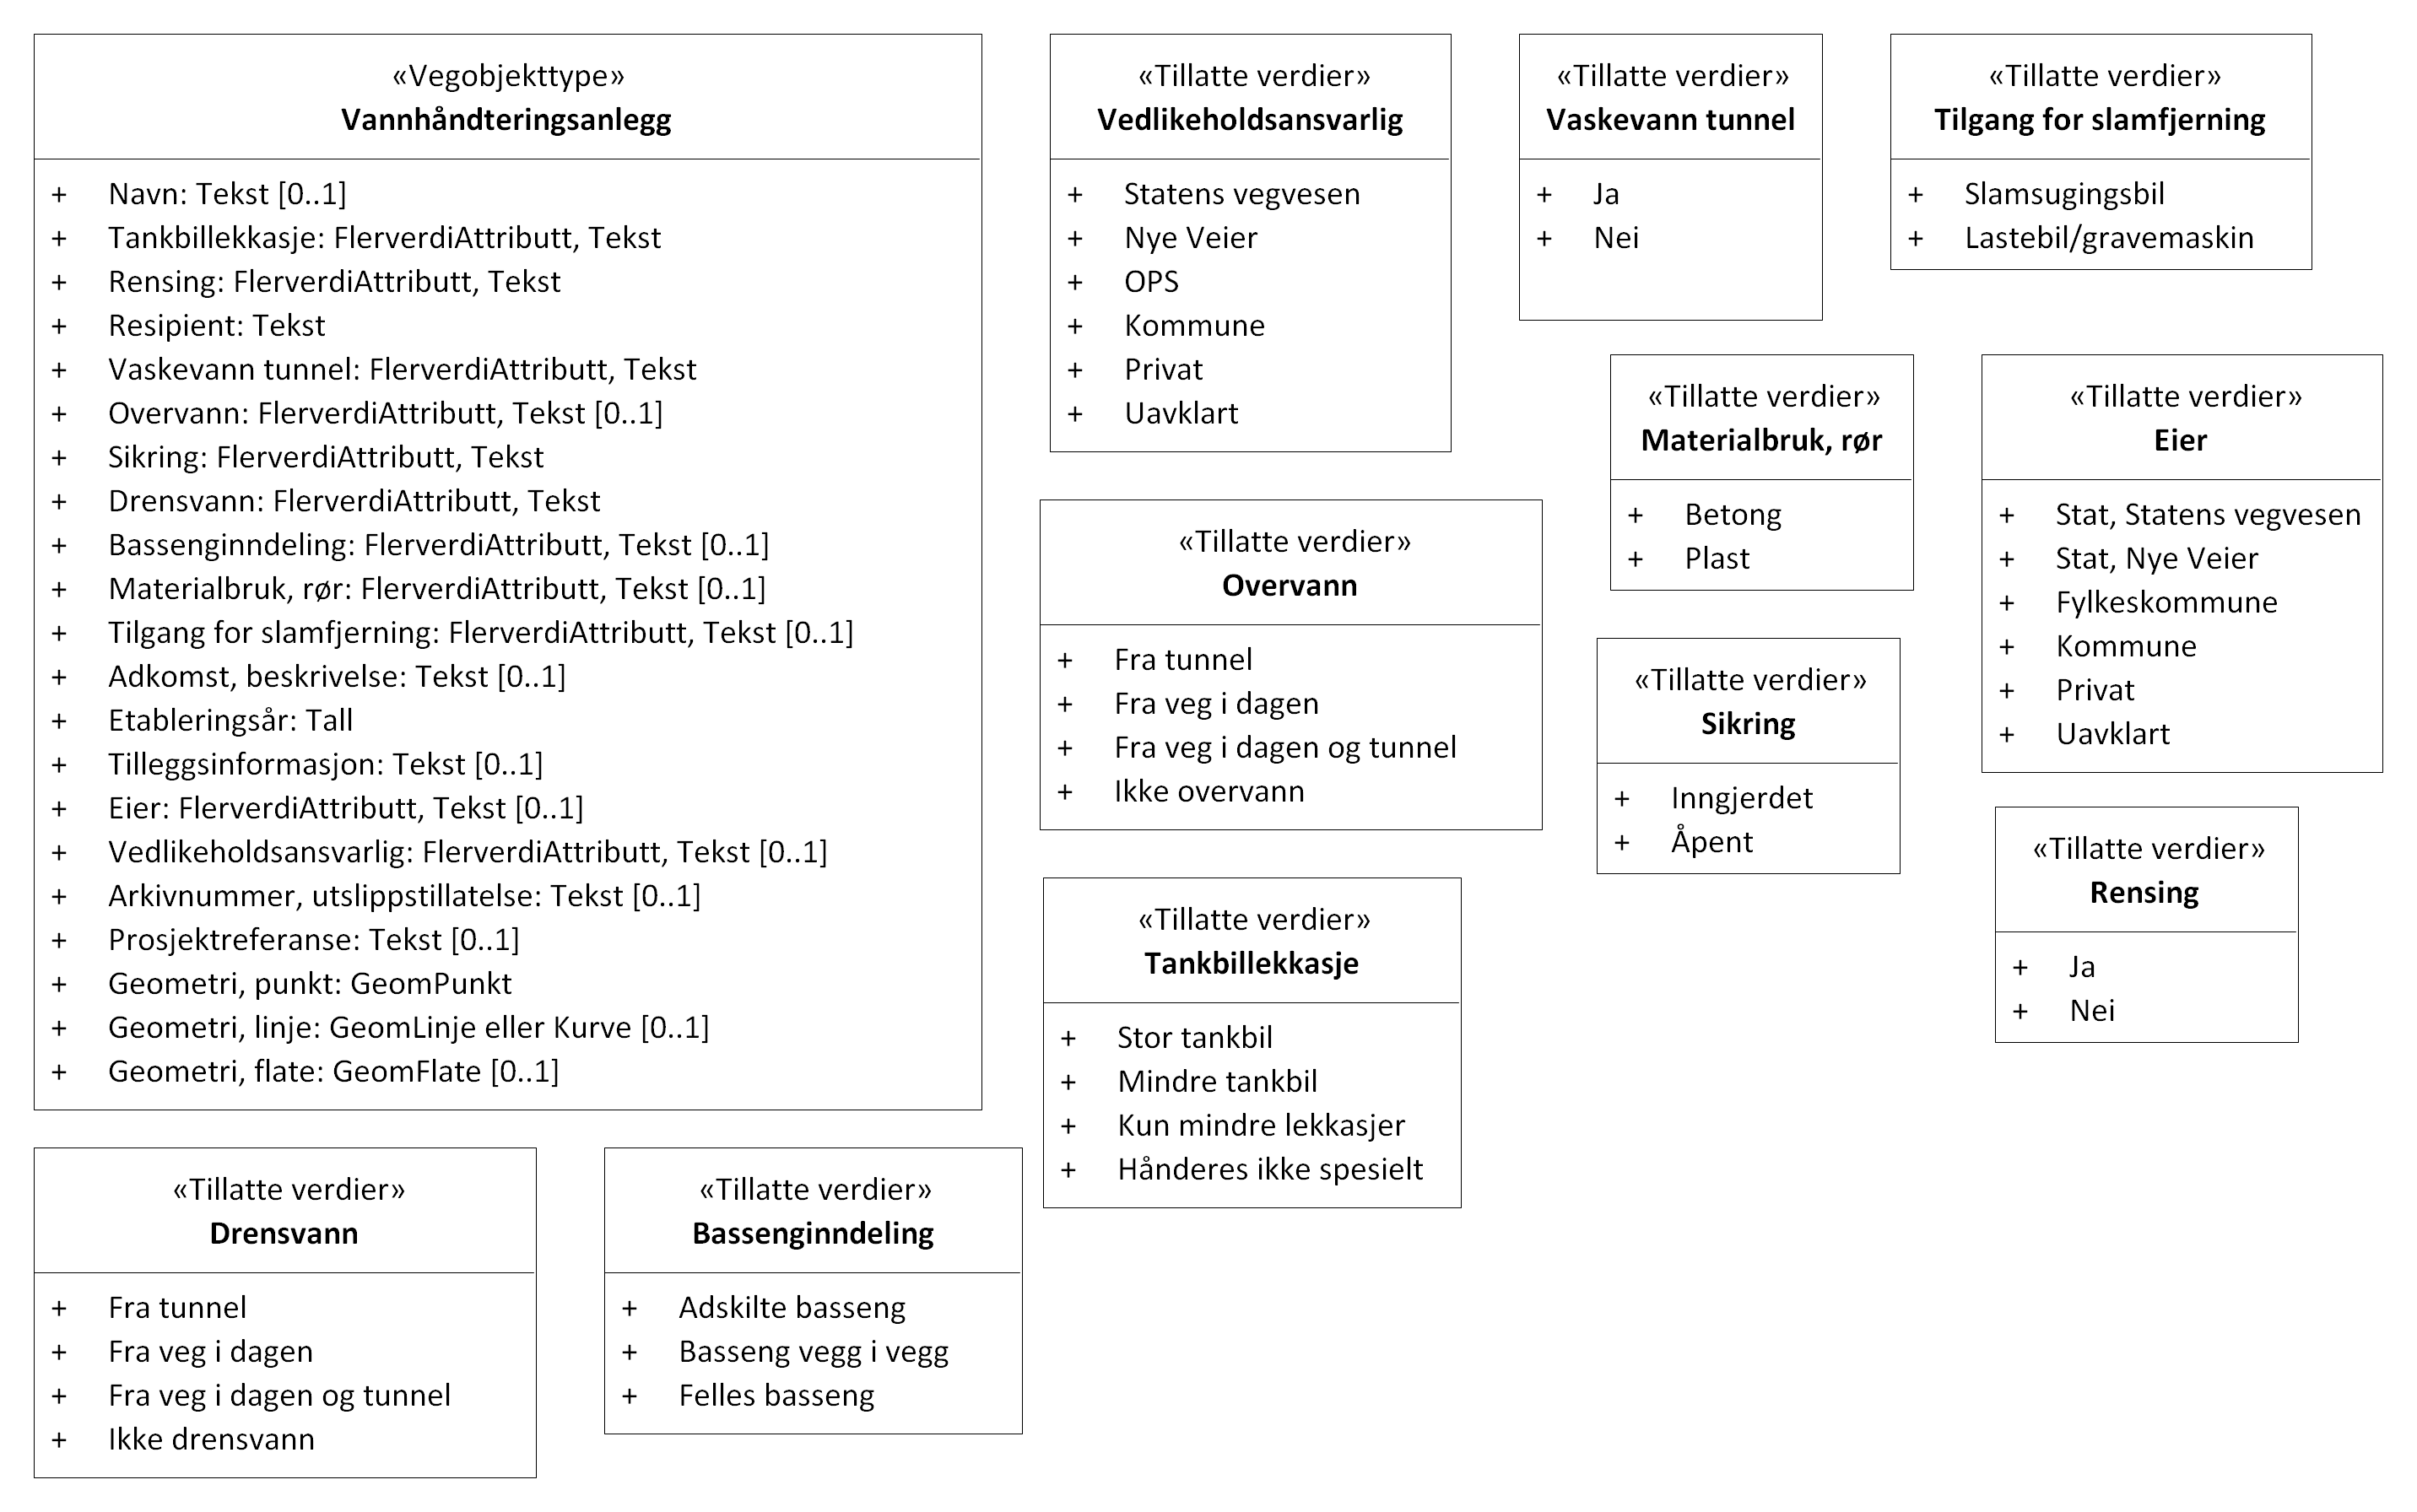 «Vegobjekttype»
Vannhåndteringsanlegg
+ Navn: Tekst [0..1]
+ Tankbillekkasje: FlerverdiAttributt, Tekst
+ Rensing: FlerverdiAttributt, Tekst
+ Resipient: Tekst
+ Vaskevann tunnel: FlerverdiAttributt, Tekst
+ Overvann: FlerverdiAttributt, Tekst [0..1]
+ Sikring: FlerverdiAttributt, Tekst
+ Drensvann: FlerverdiAttributt, Tekst
+ Bassenginndeling: FlerverdiAttributt, Tekst [0..1]
+ Materialbruk, rør: FlerverdiAttributt, Tekst [0..1]
+ Tilgang for slamfjerning: FlerverdiAttributt, Tekst [0..1]
+ Adkomst, beskrivelse: Tekst [0..1]
+ Etableringsår: Tall
+ Tilleggsinformasjon: Tekst [0..1]
+ Eier: FlerverdiAttributt, Tekst [0..1]
+ Vedlikeholdsansvarlig: FlerverdiAttributt, Tekst [0..1]
+ Arkivnummer, utslippstillatelse: Tekst [0..1]
+ Prosjektreferanse: Tekst [0..1]
+ Geometri, punkt: GeomPunkt
+ Geometri, linje: GeomLinje eller Kurve [0..1]
+ Geometri, flate: GeomFlate [0..1]
«Tillatte verdier»
Vedlikeholdsansvarlig
+ Statens vegvesen
+ Nye Veier
+ OPS
+ Kommune
+ Privat
+ Uavklart
«Tillatte verdier»
Vaskevann tunnel
+ Ja
+ Nei
«Tillatte verdier»
Tilgang for slamfjerning
+ Slamsugingsbil
+ Lastebil/gravemaskin
«Tillatte verdier»
Materialbruk, rør
+ Betong
+ Plast
«Tillatte verdier»
Eier
+ Stat, Statens vegvesen
+ Stat, Nye Veier
+ Fylkeskommune
+ Kommune
+ Privat
+ Uavklart
«Tillatte verdier»
Overvann
+ Fra tunnel
+ Fra veg i dagen
+ Fra veg i dagen og tunnel
+ Ikke overvann
«Tillatte verdier»
Sikring
+ Inngjerdet
+ Åpent
«Tillatte verdier»
Rensing
+ Ja
+ Nei
«Tillatte verdier»
Tankbillekkasje
+ Stor tankbil
+ Mindre tankbil
+ Kun mindre lekkasjer
+ Hånderes ikke spesielt
«Tillatte verdier»
Drensvann
+ Fra tunnel
+ Fra veg i dagen
+ Fra veg i dagen og tunnel
+ Ikke drensvann
«Tillatte verdier»
Bassenginndeling
+ Adskilte basseng
+ Basseng vegg i vegg
+ Felles basseng